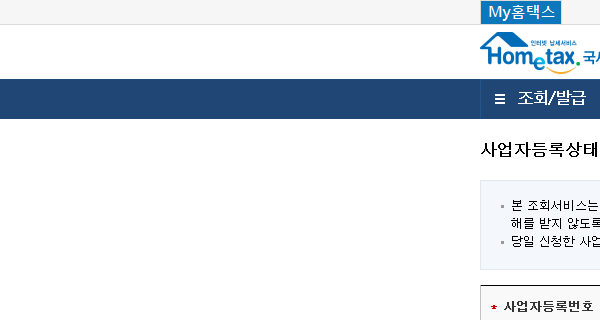 My홈택스
인터넷 납세서비스
Hometax. 국세
조회/발급
사업자등록상태
본 조회서비스는
해를 받지 않도록
당일 신청한 사업
* 사업자등록번호